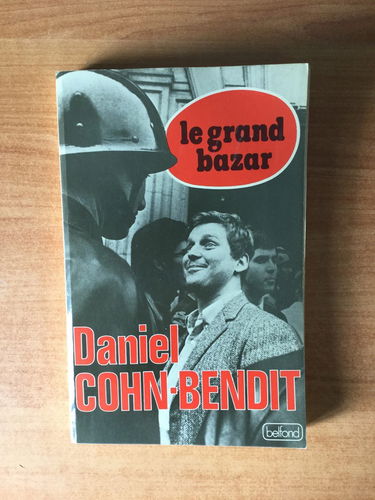 le grand
bazar
Daniel
COHN-BENDIT
belfond